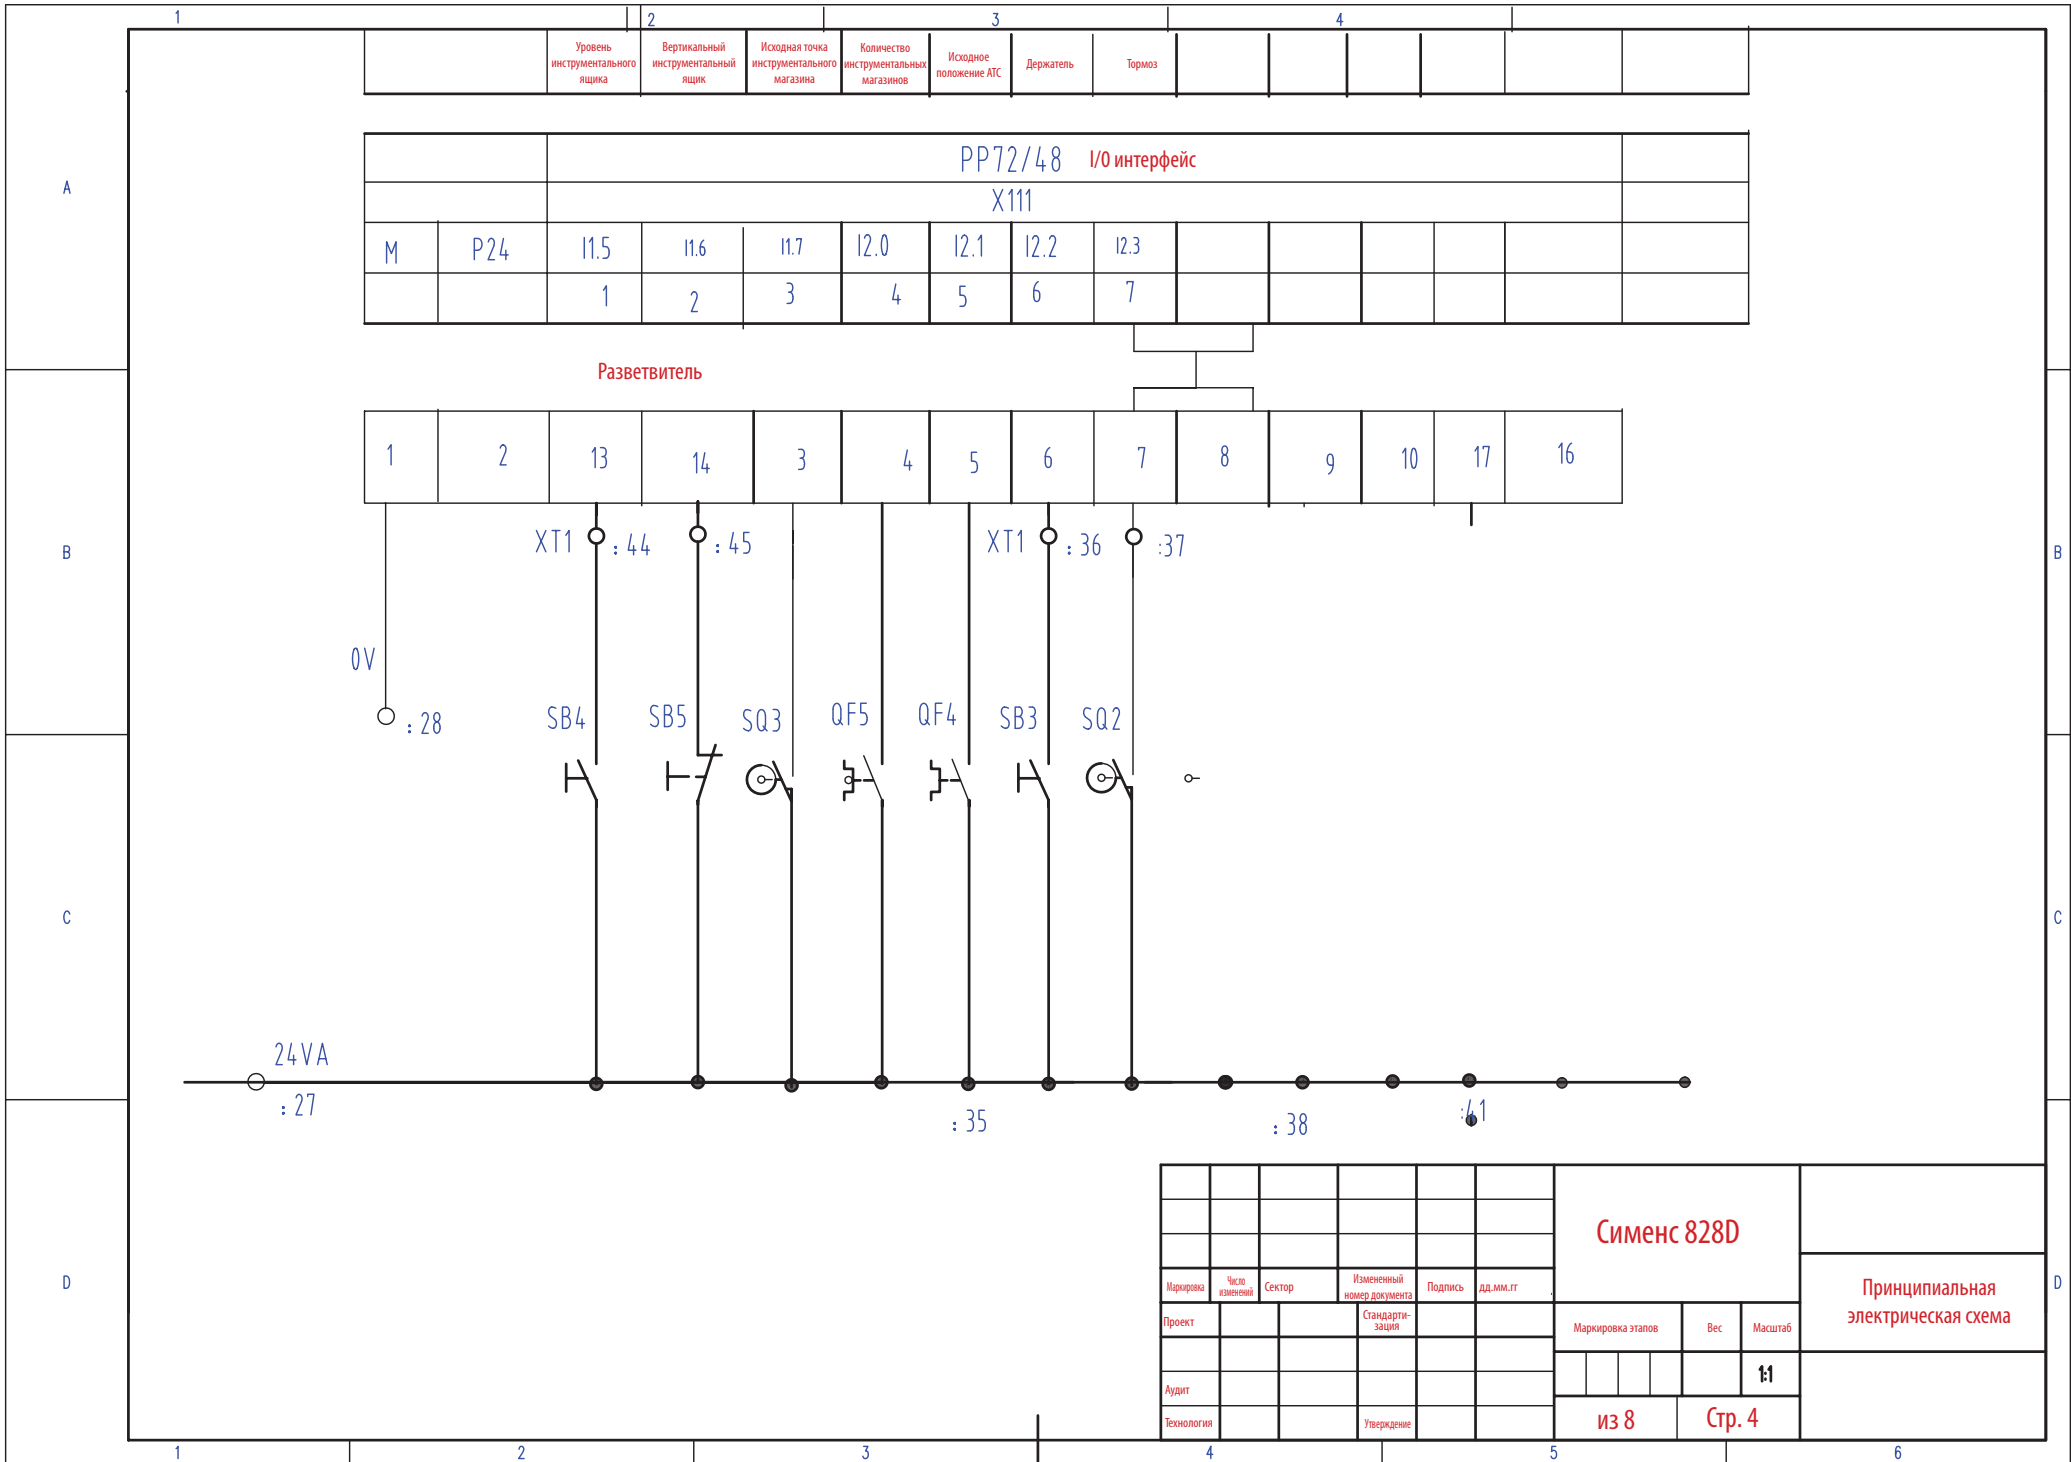 1 2 3 4
Уровень инструментального ящика
Вертикальный инструментальный ящик
Исходная точка инструментального магазина
Количество инструментальных магазинов
Исходное положение АТС
Держатель
Тормоз
PP72/48 I/0 интерфейс
X111
M P24 I1.5 I1.6 I1.7 I2.0 I2.1 I2.2 I2.3
1 2 3 4 5 6 7
A
Разветвитель
1 2 13 14 3 4 5 6 7 8 9 10 17 16
XT1 : 44 : 45 XT1 : 36 :37
B B
0V
: 28
SB4 SB5 SQ3 QF5 QF4 SB3 SQ2
C C
24VA
: 27
: 35 : 38 :41
D D
Сименс 828D
Маркировка
Число изменений
Сектор
Измененный номер документа
Подпись
дд.мм.гг
Принципиальная
электрическая схема
Проект
Стандарти-
зация
Маркировка этапов Вес Масштаб
1:1
Аудит
Технология Утверждение
из 8 Стр. 4
1 2 3 4 5 6